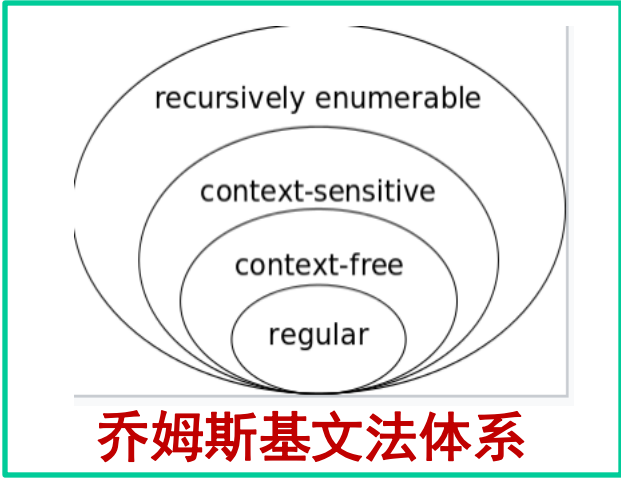 recursively enumerable
context-sensitive
context-free
regular
乔姆斯基文法体系